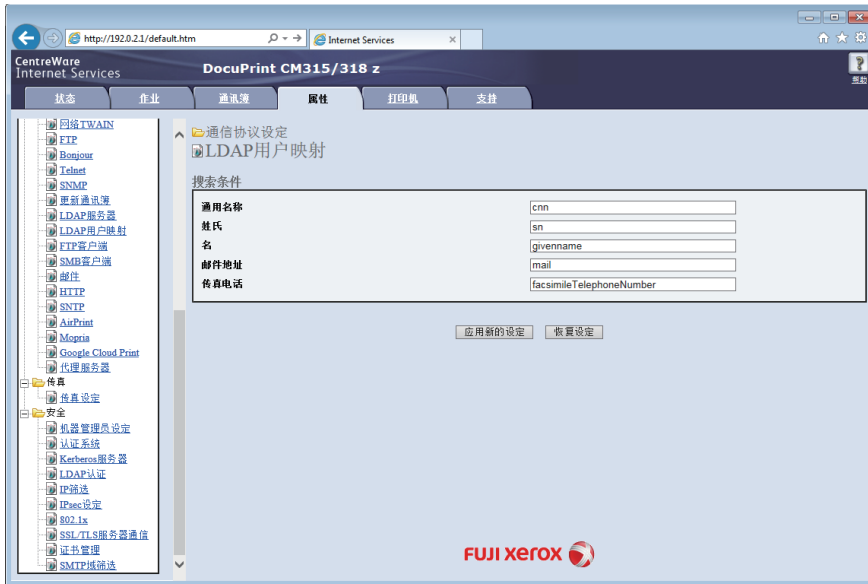 http://192.0.2.1/default.htm
Internet Services
CentreWare
Internet Services
DocuPrint CM315/318 z
帮助
状态
作业
通讯簿
属性
打印机
支持
网络TWAIN
FTP
Bonjour
Telnet
SNMP
更新通讯簿
LDAP服务器
LDAP用户映射
FTP客户端
SMB客户端
邮件
HTTP
SNTP
AirPrint
Mopria
Google Cloud Print
代理服务器
传真
传真设定
安全
机器管理员设定
认证系统
Kerberos服务器
LDAP认证
IP筛选
IPsec设定
802.1x
SSL/TLS服务器通信
证书管理
SMTP域筛选
通信协议设定
LDAP用户映射
搜索条件
通用名称 cnn
姓氏 sn
名 givenname
邮件地址 mail
传真电话 facsimileTelephoneNumber
应用新的设定 恢复设定
FUJI xerox